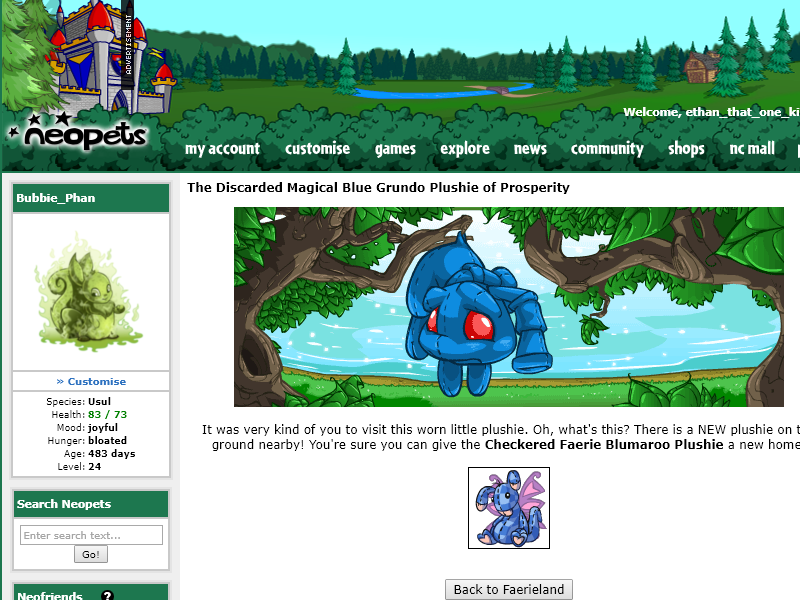 ADVERTISEMENT
Welcome, ethan_that_one_ki
neopets
my account customise games explore news community shops nc mall
The Discarded Magical Blue Grundo Plushie of Prosperity
Bubbie_Phan
» Customise
Species: Usul
Health: 83 / 73
Mood: joyful
Hunger: bloated
Age: 483 days
Level: 24
Search Neopets
Enter search text...
Go!
Neofriends ?
It was very kind of you to visit this worn little plushie. Oh, what's this? There is a NEW plushie on t
ground nearby! You're sure you can give the Checkered Faerie Blumaroo Plushie a new home
Back to Faerieland